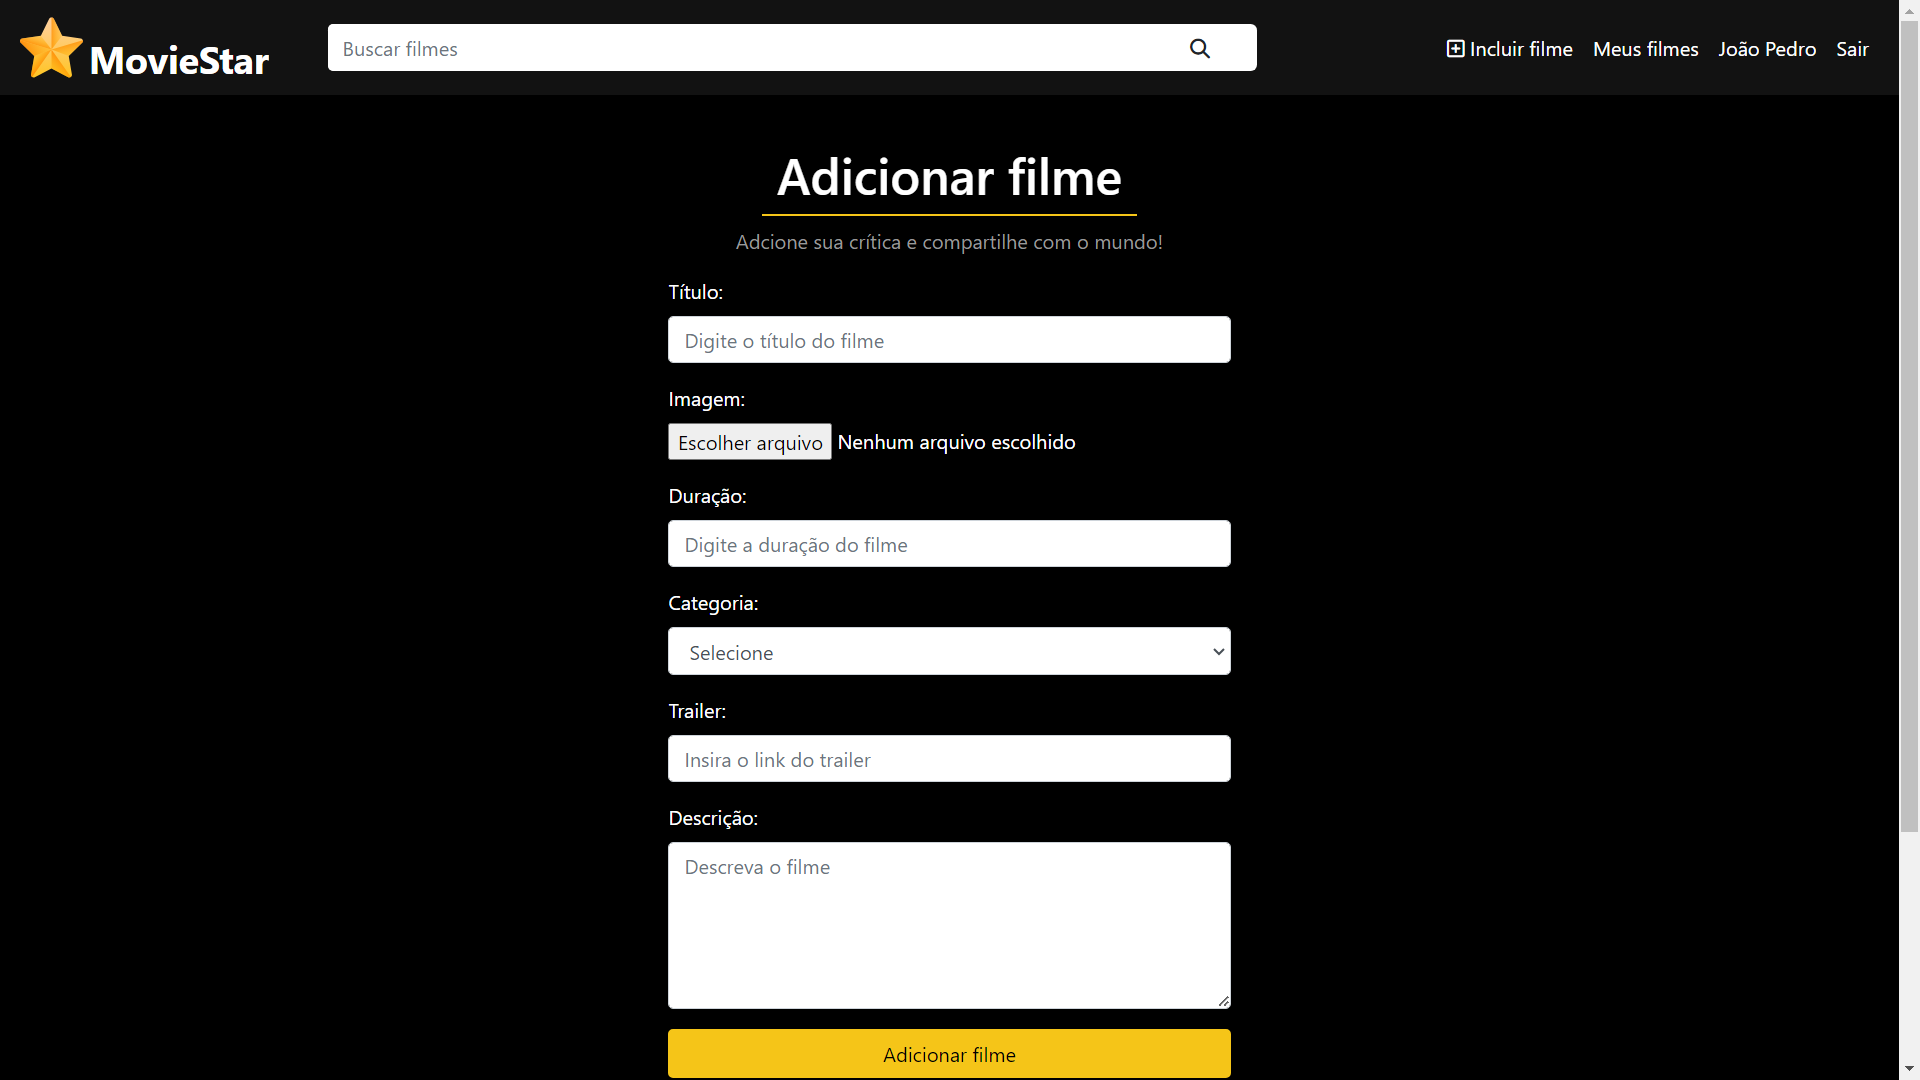 MovieStar
Buscar filmes
Incluir filme
Meus filmes
João Pedro
Sair
Adicionar filme
Adcione sua crítica e compartilhe com o mundo!
Título:
Digite o título do filme
Imagem:
Escolher arquivo Nenhum arquivo escolhido
Duração:
Digite a duração do filme
Categoria:
Selecione
Trailer:
Insira o link do trailer
Descrição:
Descreva o filme
Adicionar filme